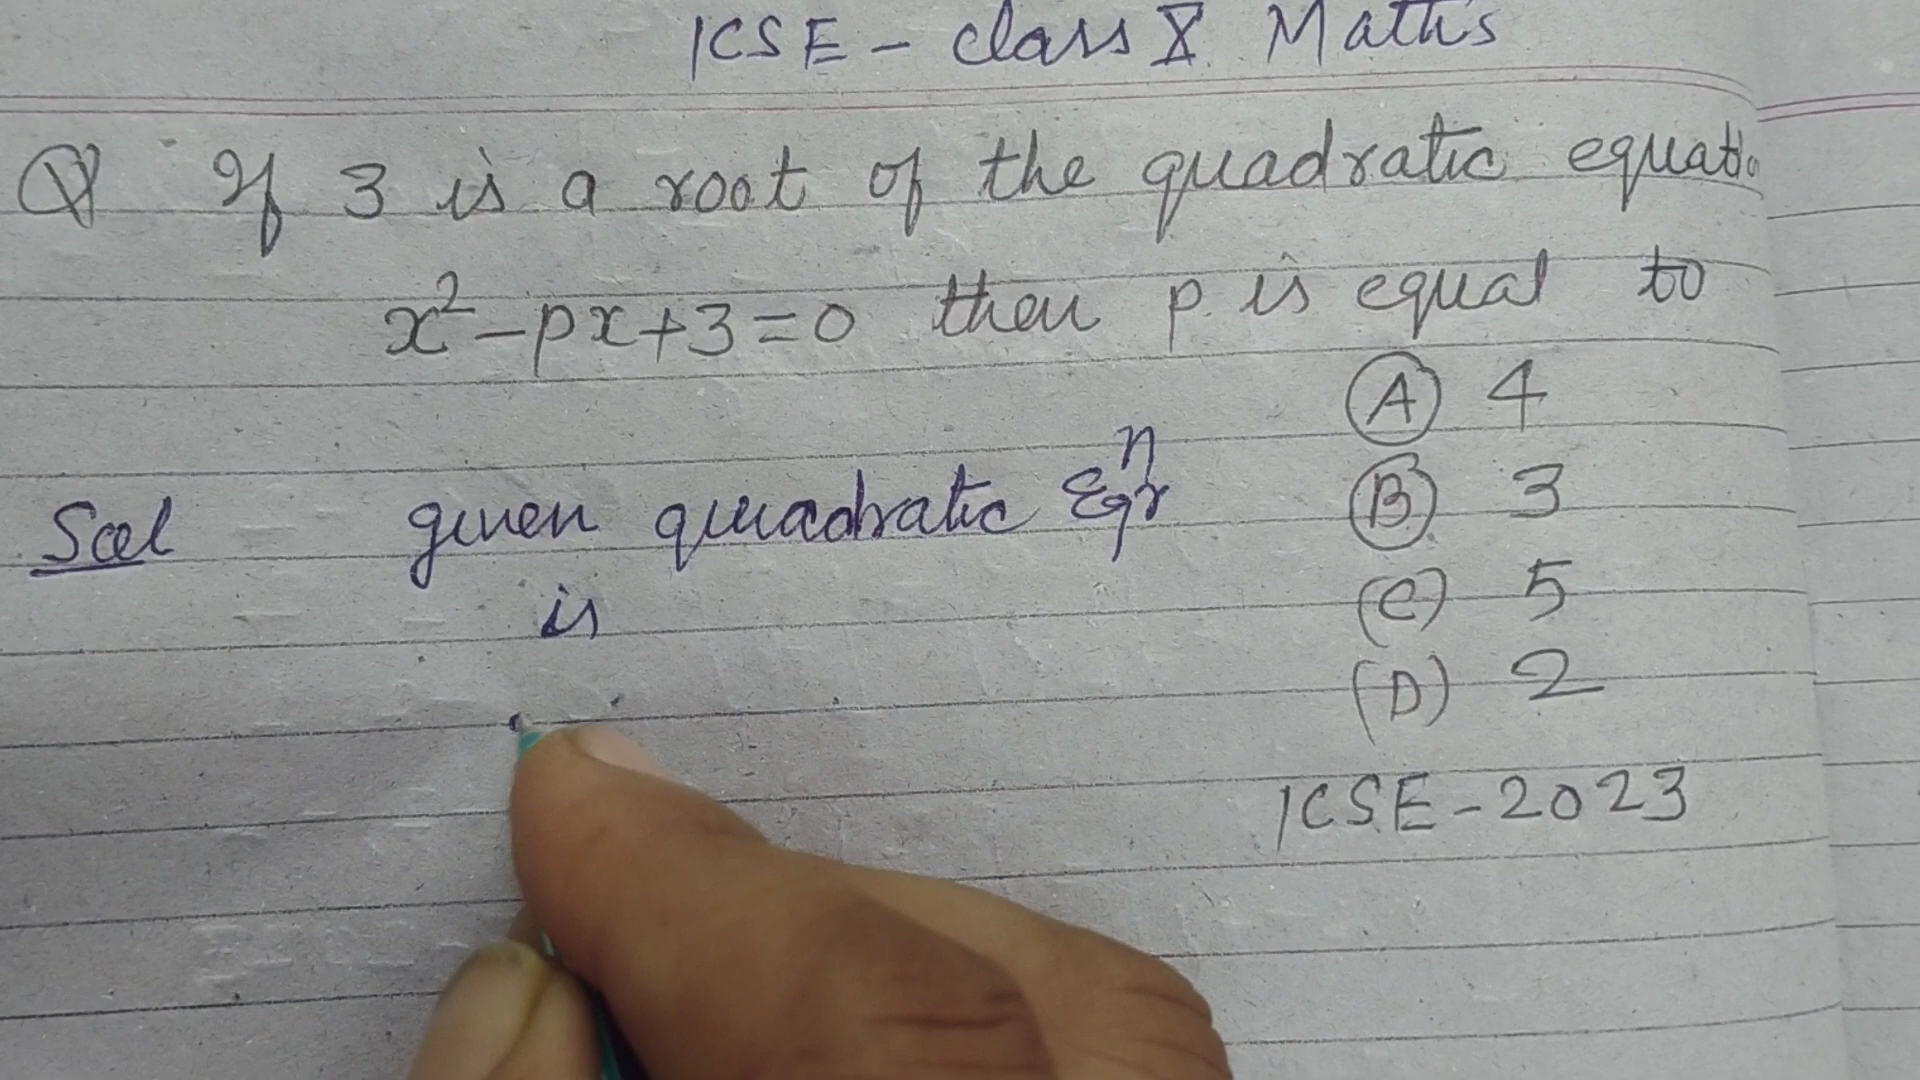 ICSE - class X Maths
Q If 3 is a root of the quadratic
x²-px+3=0 then p is equal to
(A) 4
(B) 3
(C) 5
(D) 2
Sol given quadratic Eqⁿ
is
ICSE-2023